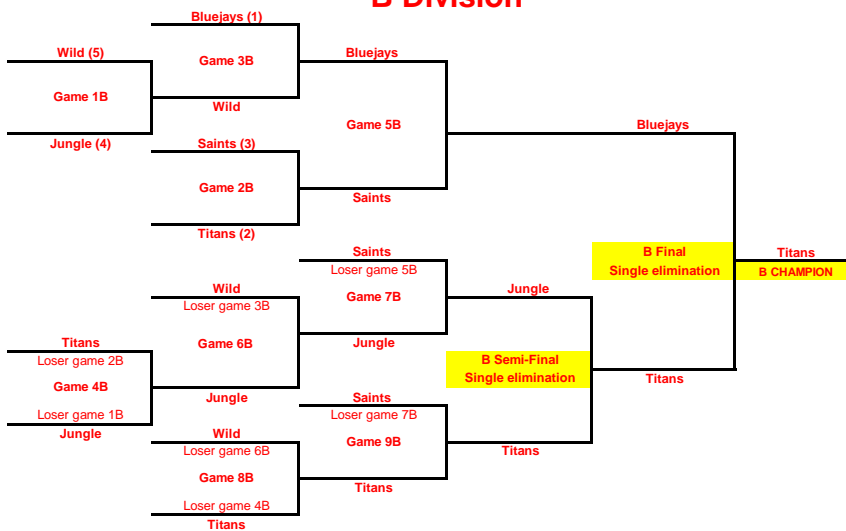 B Division
Bluejays (1)
Wild (5)
Game 3B
Bluejays
Game 1B
Wild
Game 5B
Bluejays
Jungle (4)
Saints (3)
Game 2B
Saints
Titans (2)
Saints
Loser game 5B
B Final
Single elimination
Titans
B CHAMPION
Wild
Loser game 3B
Game 7B
Jungle
Titans
Loser game 2B
Game 6B
Jungle
Game 4B
B Semi-Final
Single elimination
Titans
Loser game 1B
Jungle
Jungle
Saints
Loser game 7B
Wild
Loser game 6B
Game 9B
Titans
Game 8B
Titans
Loser game 4B
Titans